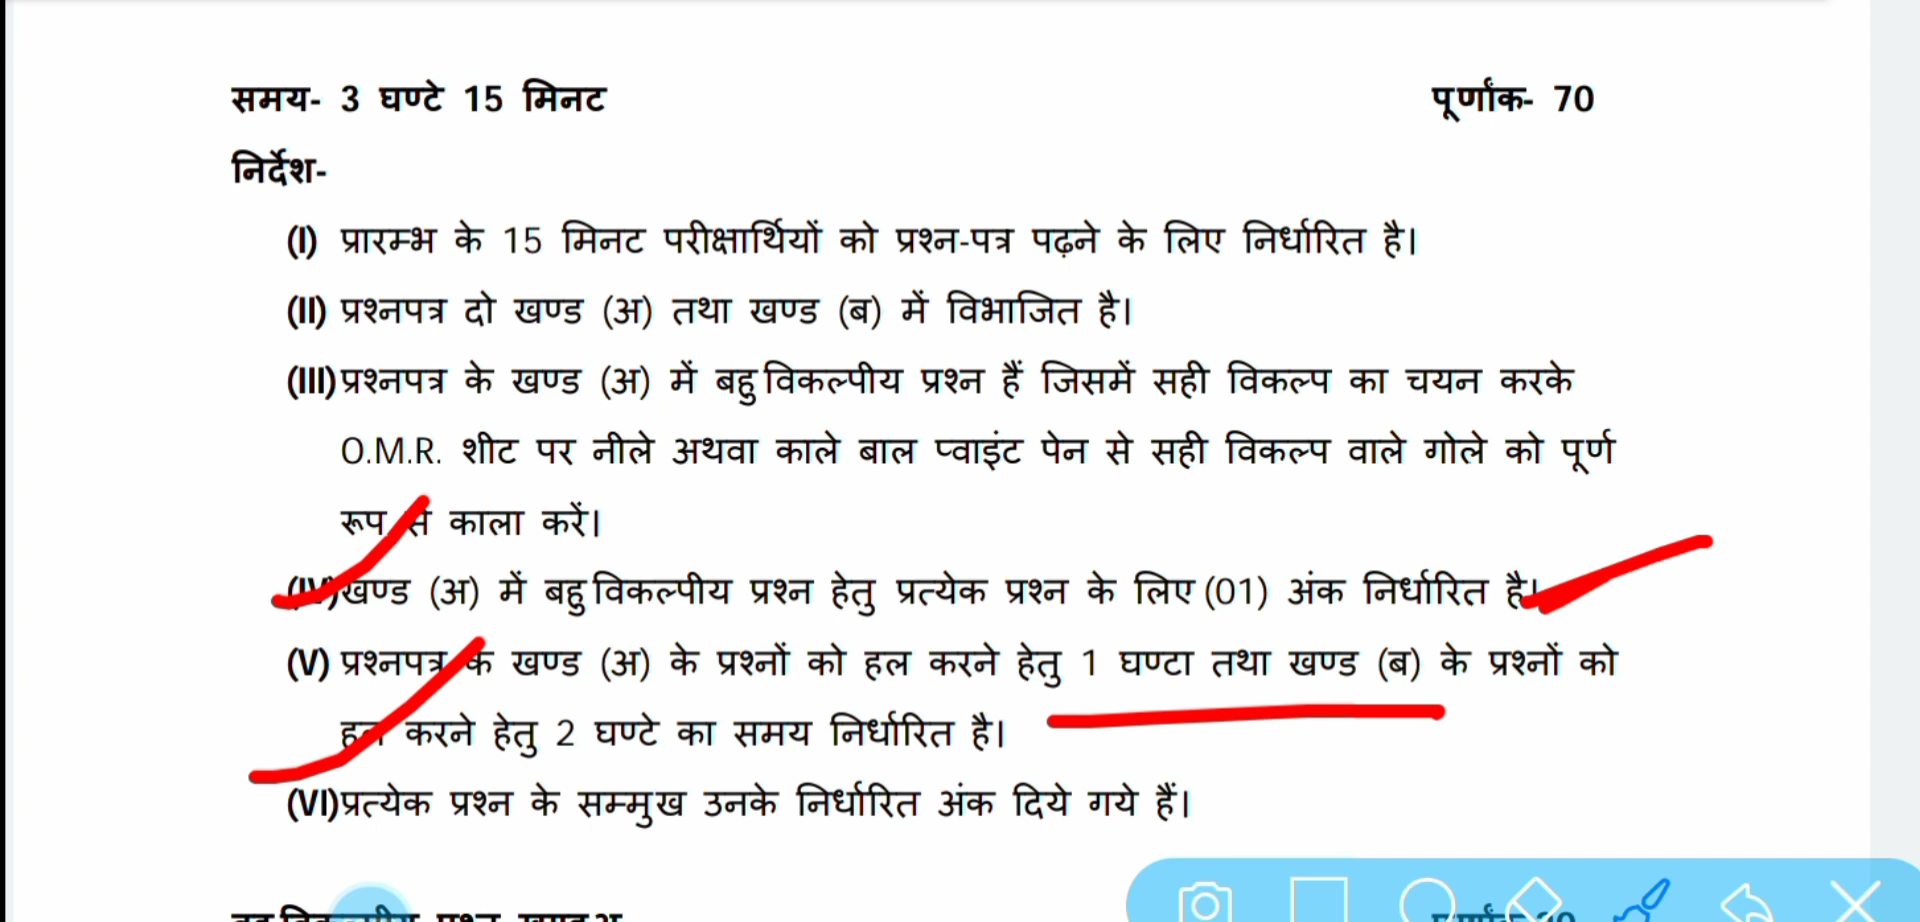 समय- 3 घण्टे 15 मिनट पूर्णांक- 70
निर्देश-
(I) प्रारम्भ के 15 मिनट परीक्षार्थियों को प्रश्न-पत्र पढ़ने के लिए निर्धारित है।
(II) प्रश्नपत्र दो खण्ड (अ) तथा खण्ड (ब) में विभाजित है।
(III) प्रश्नपत्र के खण्ड (अ) में बहुविकल्पीय प्रश्न हैं जिसमें सही विकल्प का चयन करके
O.M.R. शीट पर नीले अथवा काले बाल प्वाइंट पेन से सही विकल्प वाले गोले को पूर्ण
रूप से काला करें।
(IV) खण्ड (अ) में बहुविकल्पीय प्रश्न हेतु प्रत्येक प्रश्न के लिए (01) अंक निर्धारित है।
(V) प्रश्नपत्र के खण्ड (अ) के प्रश्नों को हल करने हेतु 1 घण्टा तथा खण्ड (ब) के प्रश्नों को
हल करने हेतु 2 घण्टे का समय निर्धारित है।
(VI) प्रत्येक प्रश्न के सम्मुख उनके निर्धारित अंक दिये गये हैं।